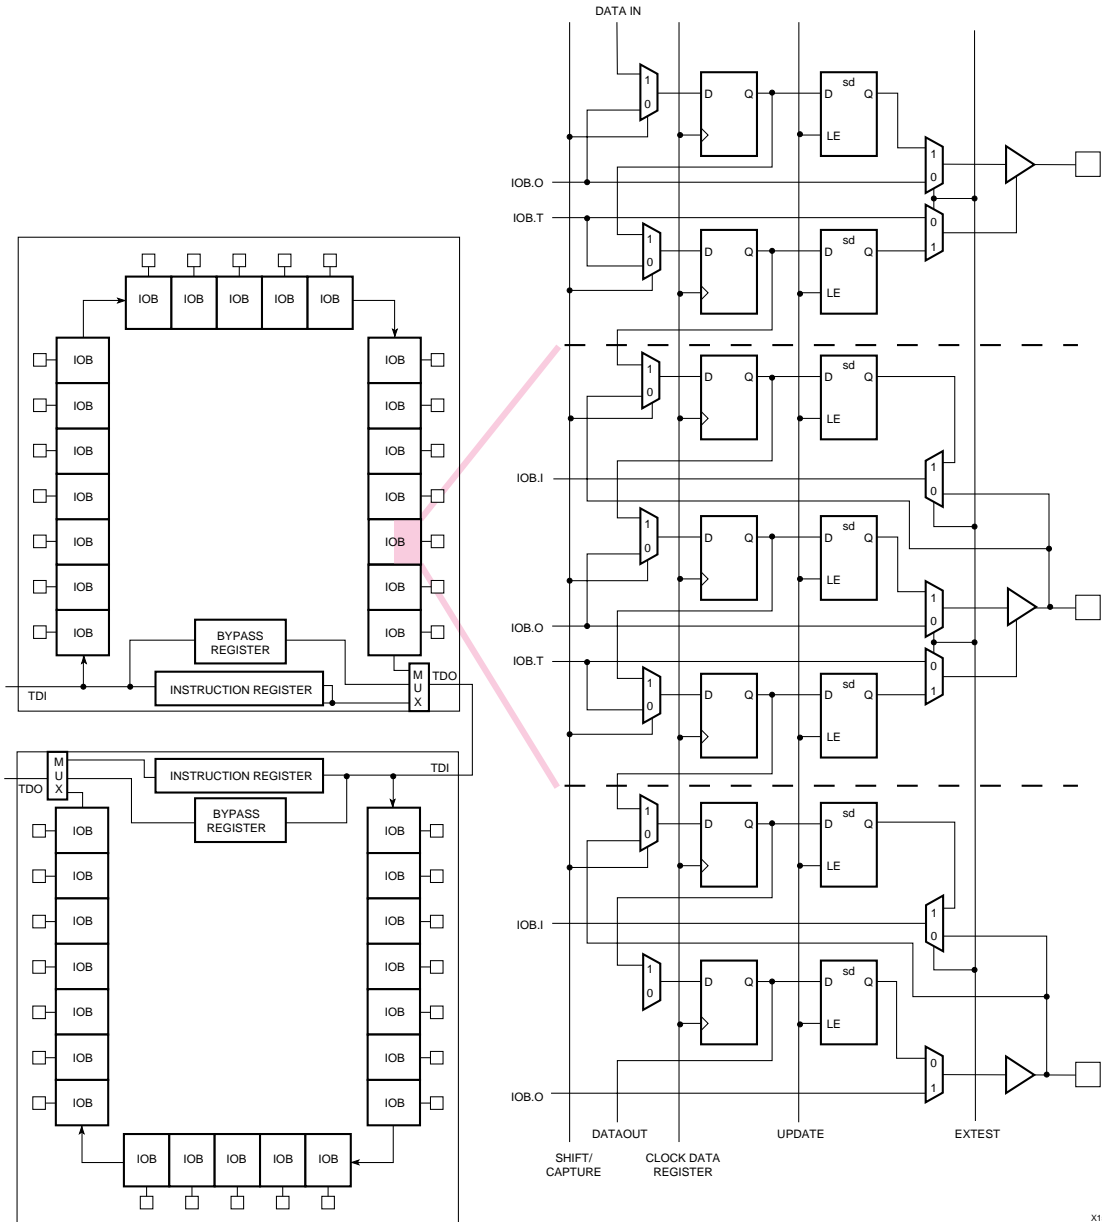 DATA IN
1
0
D
Q
sd
D
Q
LE
1
0
IOB.O
IOB.T
0
1
1
0
D
Q
sd
D
Q
LE
1
0
D
Q
sd
D
Q
LE
IOB.I
1
0
1
0
D
Q
sd
D
Q
LE
1
0
IOB.O
IOB.T
0
1
1
0
D
Q
sd
D
Q
LE
1
0
D
Q
sd
D
Q
LE
IOB.I
1
0
1
0
D
Q
sd
D
Q
LE
0
1
IOB.O
DATAOUT
UPDATE
EXTEST
SHIFT/
CAPTURE
CLOCK DATA
REGISTER
IOB IOB IOB IOB IOB
IOB
IOB
IOB
IOB
IOB
IOB
IOB
IOB
IOB
IOB
IOB
IOB
IOB
IOB
BYPASS
REGISTER
INSTRUCTION REGISTER
TDI
M
U
X
TDO
M
U
X
TDO
INSTRUCTION REGISTER
TDI
BYPASS
REGISTER
IOB
IOB
IOB
IOB
IOB
IOB
IOB
IOB
IOB
IOB
IOB
IOB
IOB
IOB
IOB IOB IOB IOB IOB
X1